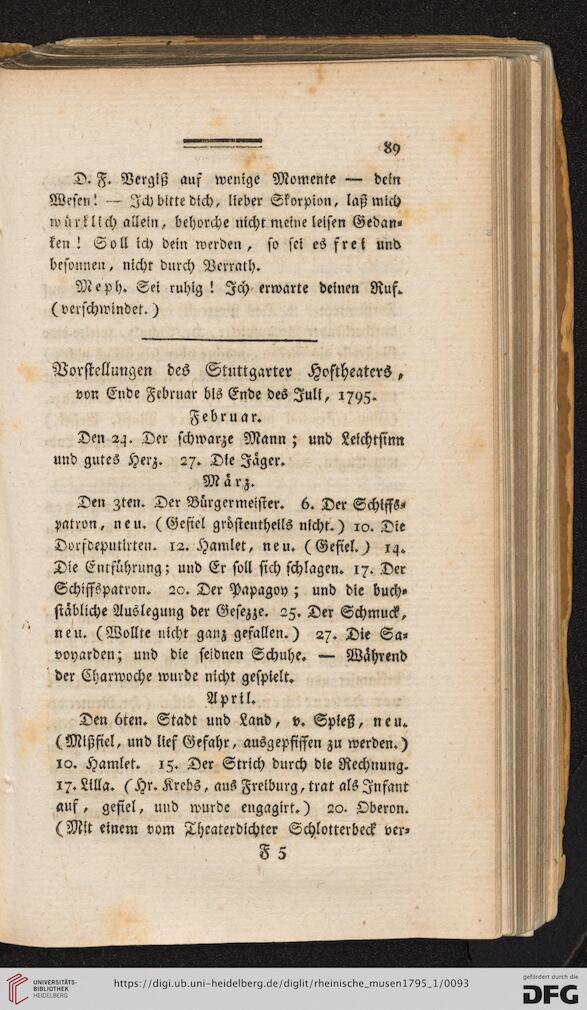 89
D. F. Vergiß auf wenige Momente — dein
Wesen! — Ich bitte dich, lieber Skorpion, laß mich
würklich allein, behorche nicht meine leisen Gedan-
ken! Soll ich dein werden, so sei es frei und
besonnen, nicht durch Verrath.
Meph. Sei ruhig! Ich erwarte deinen Ruf.
(verschwindet.)
Vorstellungen des Stuttgarter Hoftheaters,
von Ende Februar bis Ende des Juli, 1795.
Februar.
Den 24. Der schwarze Mann; und Leichtsinn
und gutes Herz. 27. Die Jäger.
März.
Den 3ten. Der Bürgermeister. 6. Der Schiffs-
patron, neu. (Gefiel gröstentheils nicht.) 10. Die
Dorfdeputirten. 12. Hamlet, neu. (Gefiel.) 14.
Die Entführung; und Er soll sich schlagen. 17. Der
Schiffspatron. 20. Der Papagoy; und die buch-
stäbliche Auslegung der Gesezze. 25. Der Schmuck,
neu. (Wollte nicht ganz gefallen.) 27. Die Sa-
voyarden; und die seidnen Schuhe. — Während
der Charwoche wurde nicht gespielt.
April.
Den 6ten. Stadt und Land, v. Spieß, neu.
(Mißfiel, und lief Gefahr, ausgepfiffen zu werden.)
10. Hamlet. 15. Der Strich durch die Rechnung.
17. Lilla. (Hr. Krebs, aus Freiburg, trat als Infant
auf, gefiel, und wurde engagirt.) 20. Oberon.
(Mit einem vom Theaterdichter Schlotterbeck ver-
F 5
UNIVERSITÄTS-
BIBLIOTHEK
HEIDELBERG
https://digi.ub.uni-heidelberg.de/diglit/rheinische_musen1795_1/0093
gefördert durch die
DFG